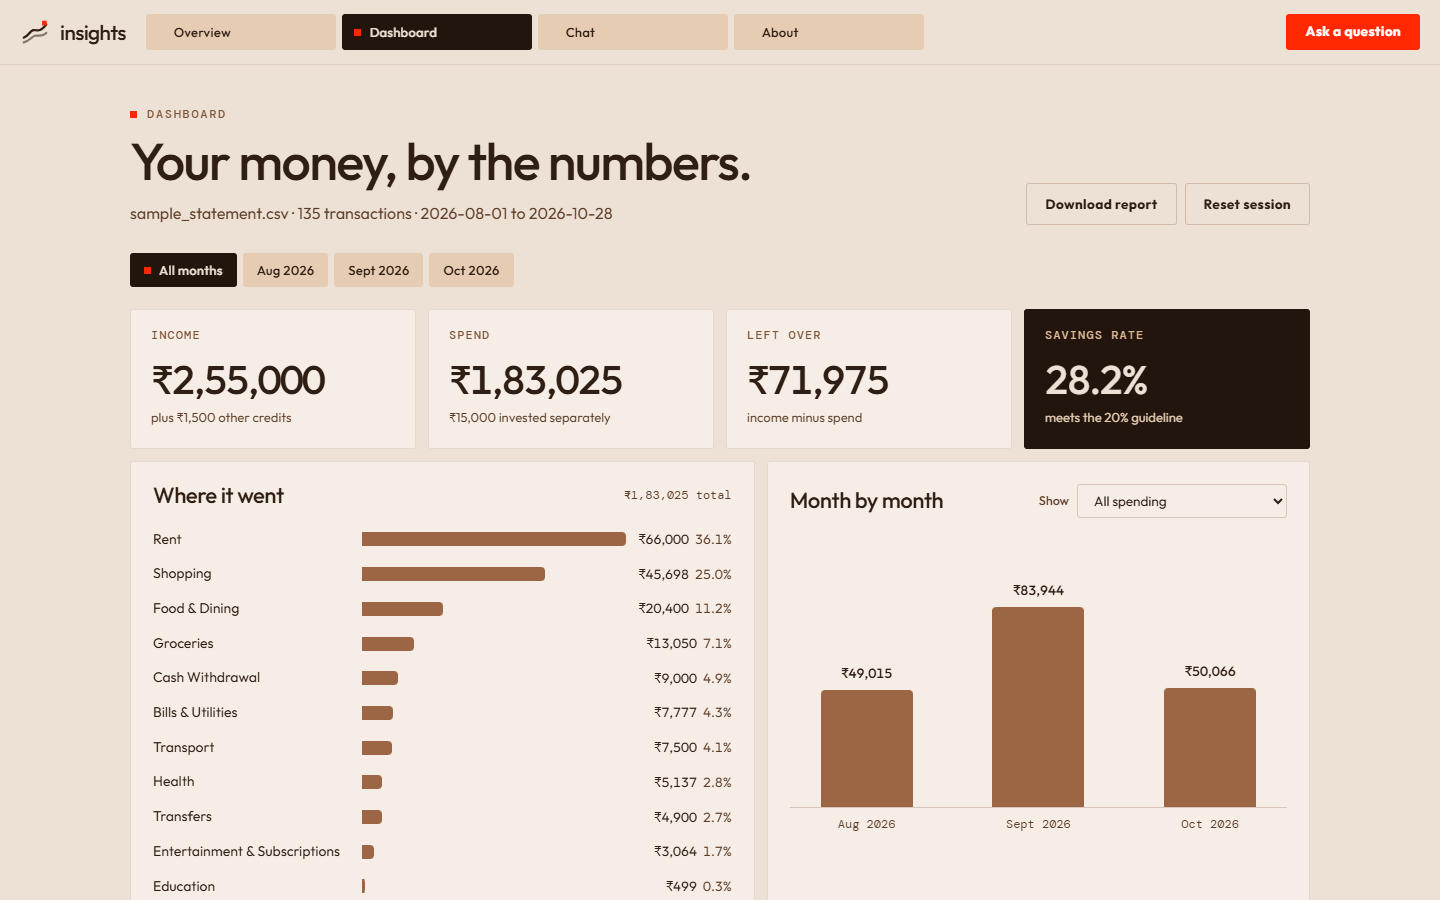 insights
Overview
Dashboard
Chat
About
Ask a question
DASHBOARD
Your money, by the numbers.
sample_statement.csv · 135 transactions · 2026-08-01 to 2026-10-28
Download report
Reset session
All months
Aug 2026
Sept 2026
Oct 2026
INCOME
₹2,55,000
plus ₹1,500 other credits
SPEND
₹1,83,025
₹15,000 invested separately
LEFT OVER
₹71,975
income minus spend
SAVINGS RATE
28.2%
meets the 20% guideline
Where it went
₹1,83,025 total
Rent ₹66,000 36.1%
Shopping ₹45,698 25.0%
Food & Dining ₹20,400 11.2%
Groceries ₹13,050 7.1%
Cash Withdrawal ₹9,000 4.9%
Bills & Utilities ₹7,777 4.3%
Transport ₹7,500 4.1%
Health ₹5,137 2.8%
Transfers ₹4,900 2.7%
Entertainment & Subscriptions ₹3,064 1.7%
Education ₹499 0.3%
Month by month
Show
All spending
₹49,015
₹83,944
₹50,066
Aug 2026
Sept 2026
Oct 2026